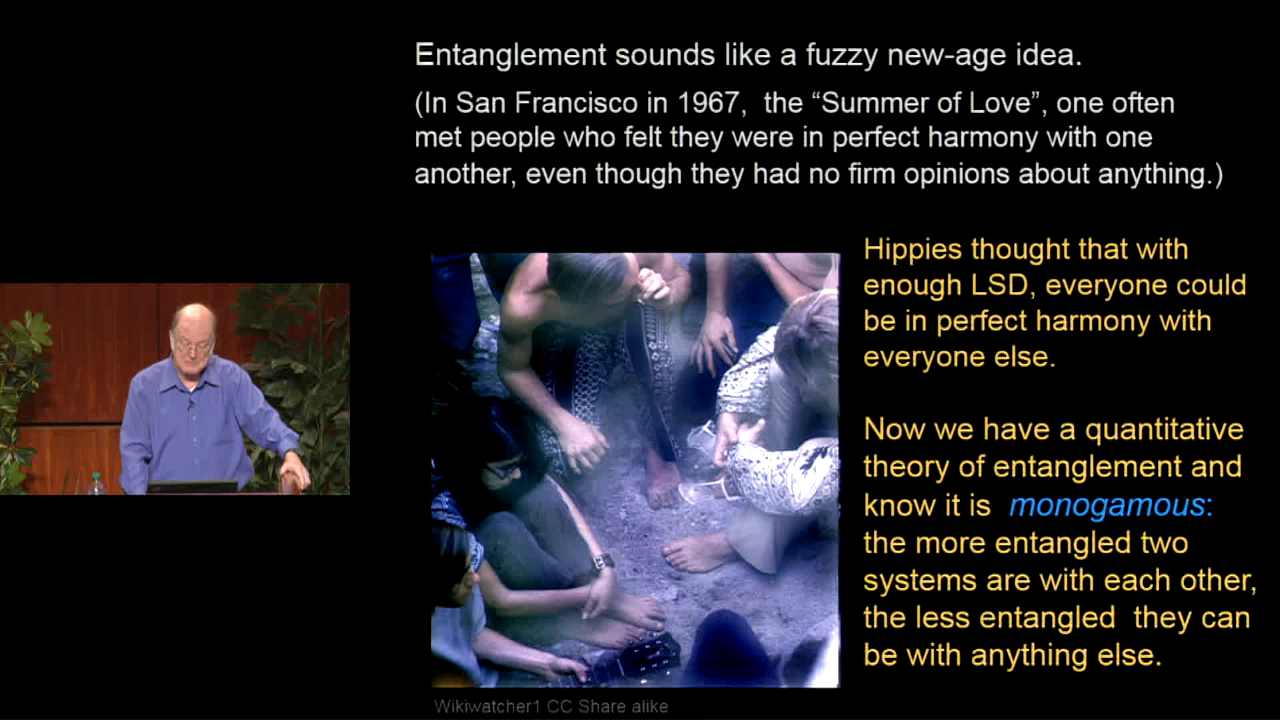 Entanglement sounds like a fuzzy new-age idea.
(In San Francisco in 1967, the “Summer of Love”, one often
met people who felt they were in perfect harmony with one
another, even though they had no firm opinions about anything.)
Hippies thought that with
enough LSD, everyone could
be in perfect harmony with
everyone else.
Now we have a quantitative
theory of entanglement and
know it is monogamous:
the more entangled two
systems are with each other,
the less entangled they can
be with anything else.
Wikiwatcher1 CC Share alike